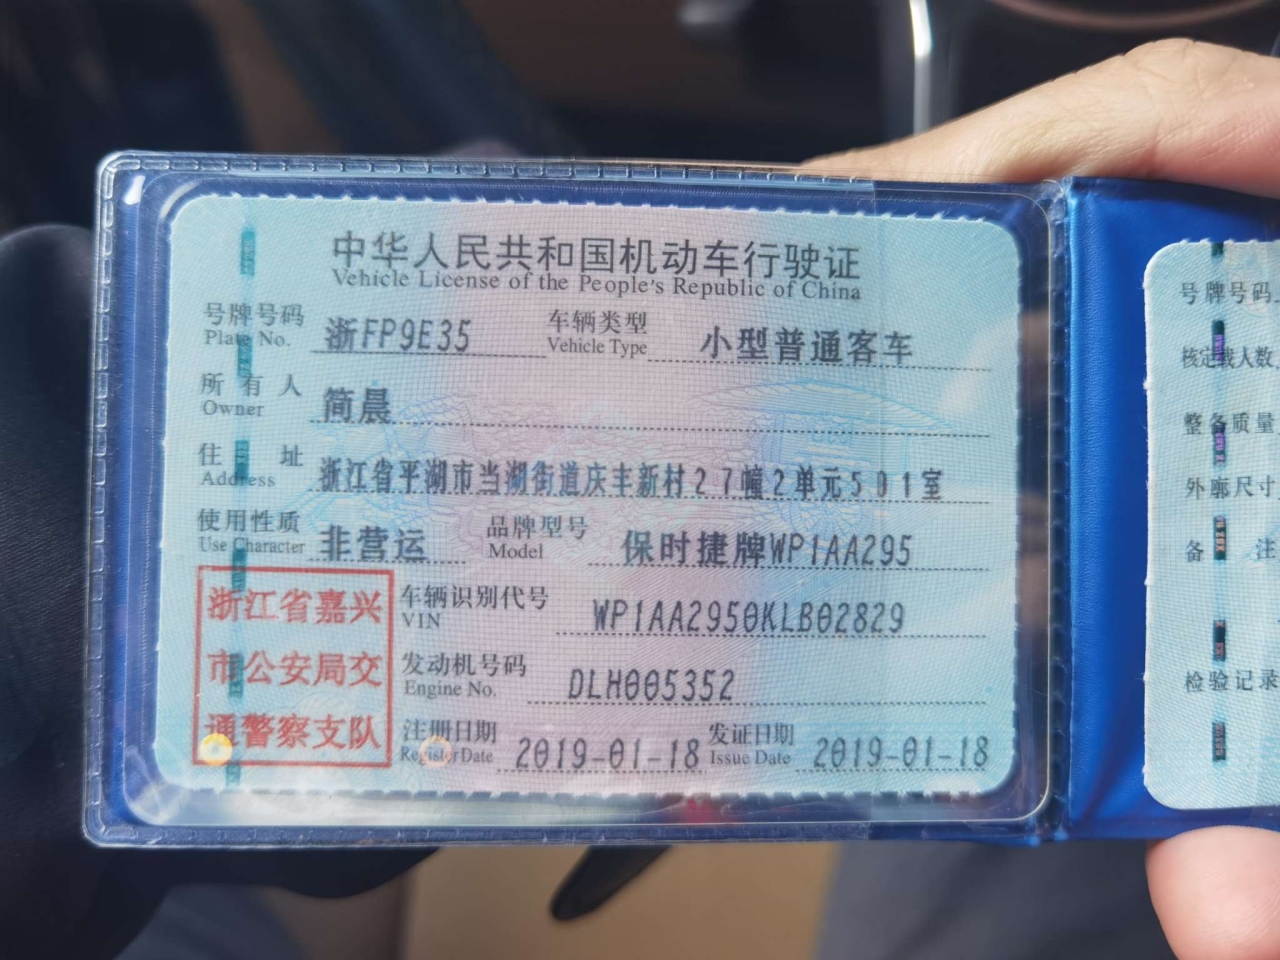 中华人民共和国机动车行驶证
Vehicle License of the People's Republic of China
号牌号码 浙FP9E35 车辆类型 小型普通客车
Plate No. Vehicle Type
所有人 简晨
Owner
住址 浙江省平湖市当湖街道庆丰新村27幢2单元501室
Address
使用性质 非营运 品牌型号 保时捷牌WP1AA295
Use Character Model
浙江省嘉兴
市公安局交
通警察支队
车辆识别代号 WP1AA2950KLB02829
VIN
发动机号码 DLH005352
Engine No.
注册日期 2019-01-18 发证日期 2019-01-18
Register Date Issue Date
号牌号码
核定载人数
整备质量
外廓尺寸
备注
检验记录